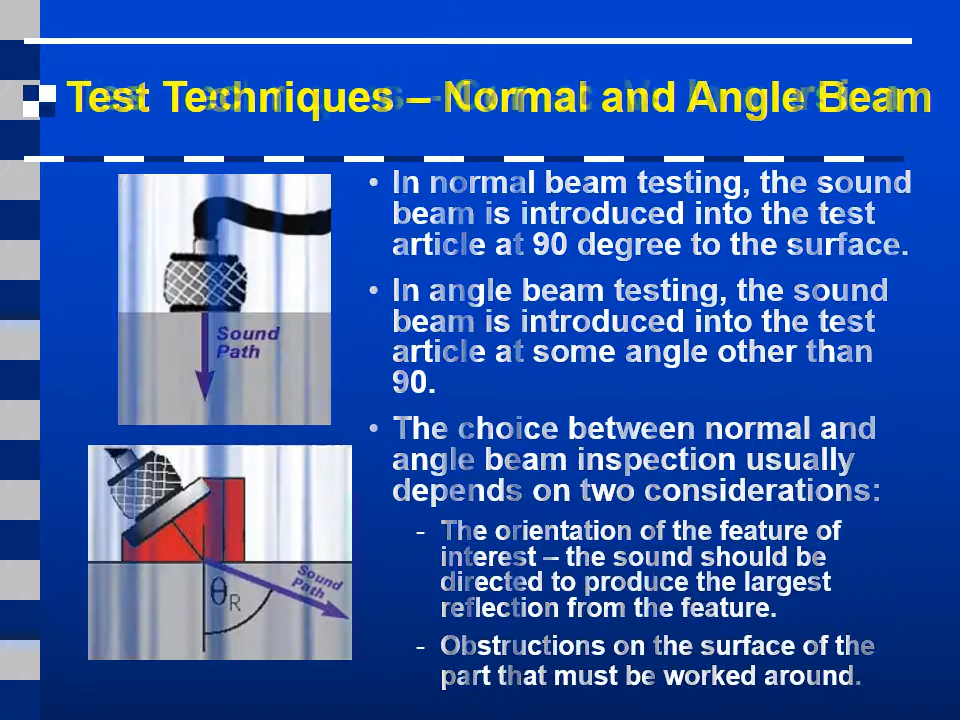 Test Techniques – Normal and Angle Beam
• In normal beam testing, the sound
beam is introduced into the test
article at 90 degree to the surface.
• In angle beam testing, the sound
beam is introduced into the test
article at some angle other than
90.
• The choice between normal and
angle beam inspection usually
depends on two considerations:
- The orientation of the feature of
interest – the sound should be
directed to produce the largest
reflection from the feature.
- Obstructions on the surface of the
part that must be worked around.
Sound
Path
Sound
Path
θR